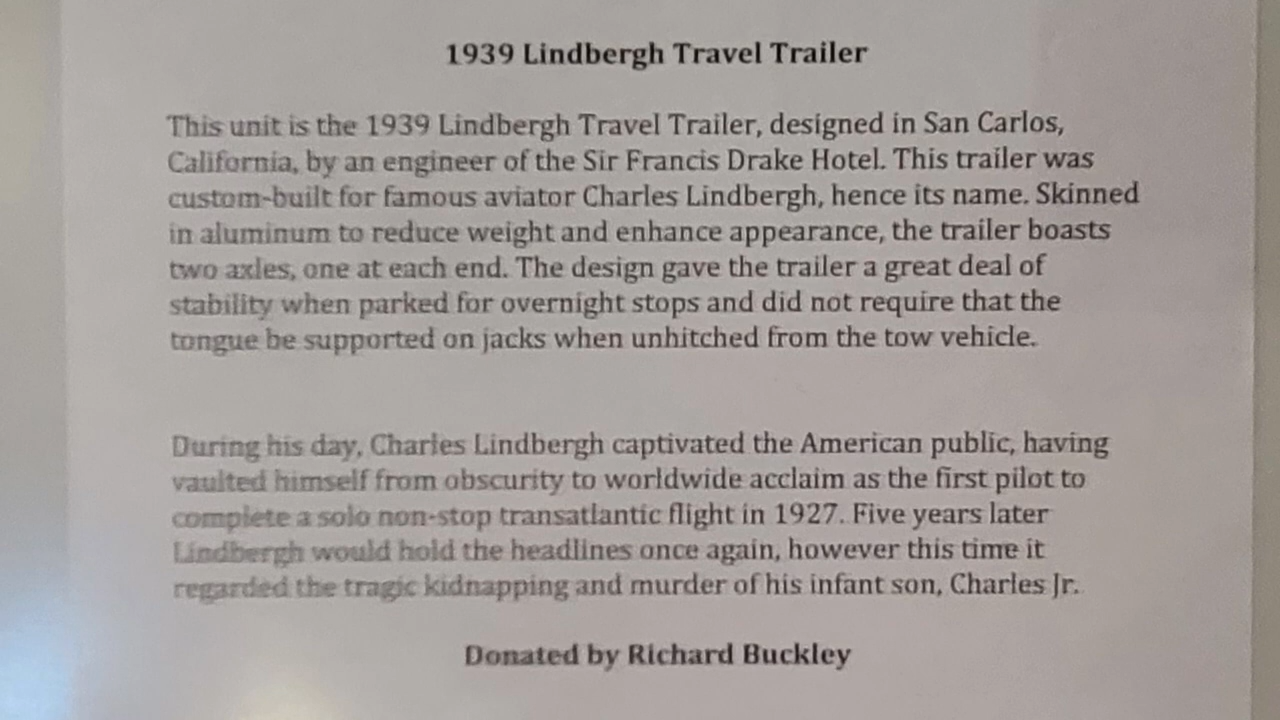 1939 Lindbergh Travel Trailer
This unit is the 1939 Lindbergh Travel Trailer, designed in San Carlos,
California, by an engineer of the Sir Francis Drake Hotel. This trailer was
custom-built for famous aviator Charles Lindbergh, hence its name. Skinned
in aluminum to reduce weight and enhance appearance, the trailer boasts
two axles, one at each end. The design gave the trailer a great deal of
stability when parked for overnight stops and did not require that the
tongue be supported on jacks when unhitched from the tow vehicle.
During his day, Charles Lindbergh captivated the American public, having
vaulted himself from obscurity to worldwide acclaim as the first pilot to
complete a solo non-stop transatlantic flight in 1927. Five years later
Lindbergh would hold the headlines once again, however this time it
regarded the tragic kidnapping and murder of his infant son, Charles Jr.
Donated by Richard Buckley